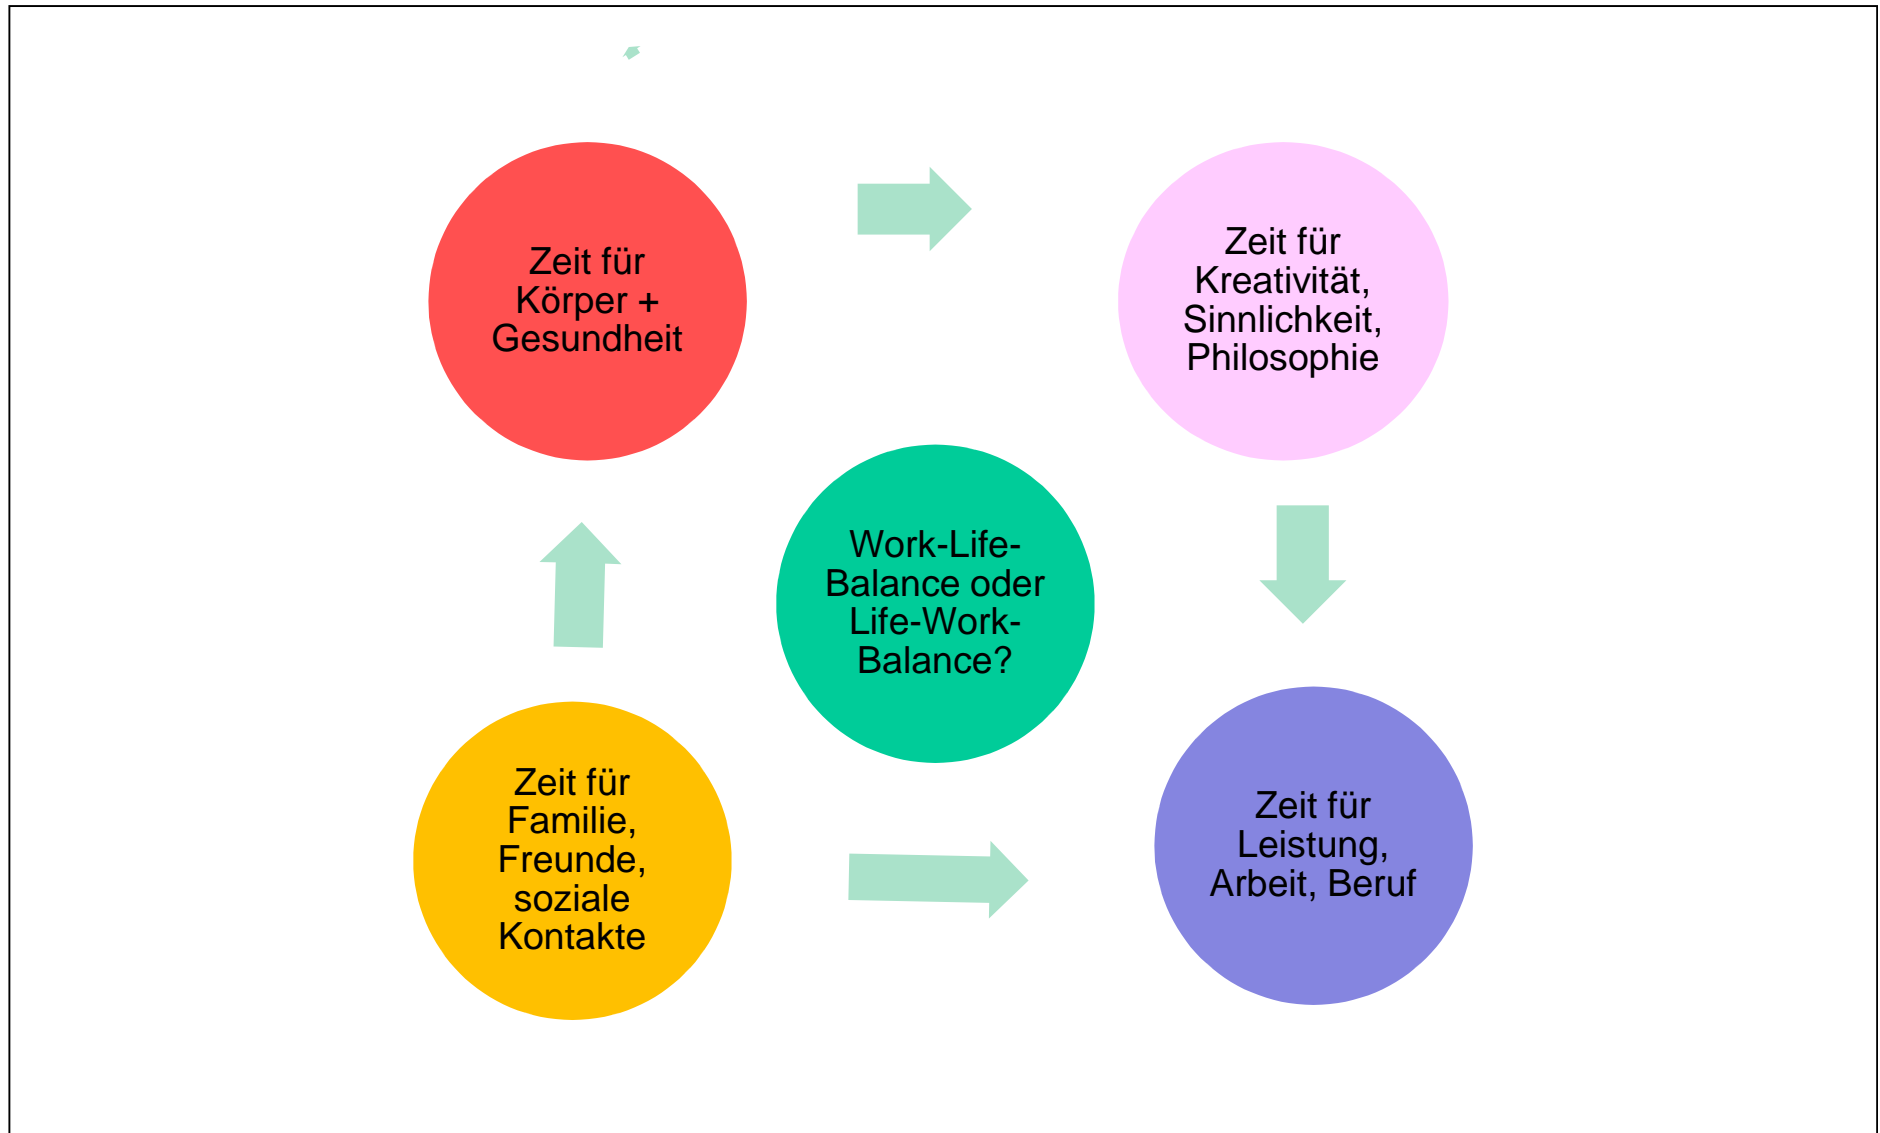 Zeit für
Körper +
Gesundheit
Zeit für
Kreativität,
Sinnlichkeit,
Philosophie
Work-Life-
Balance oder
Life-Work-
Balance?
Zeit für
Familie,
Freunde,
soziale
Kontakte
Zeit für
Leistung,
Arbeit, Beruf